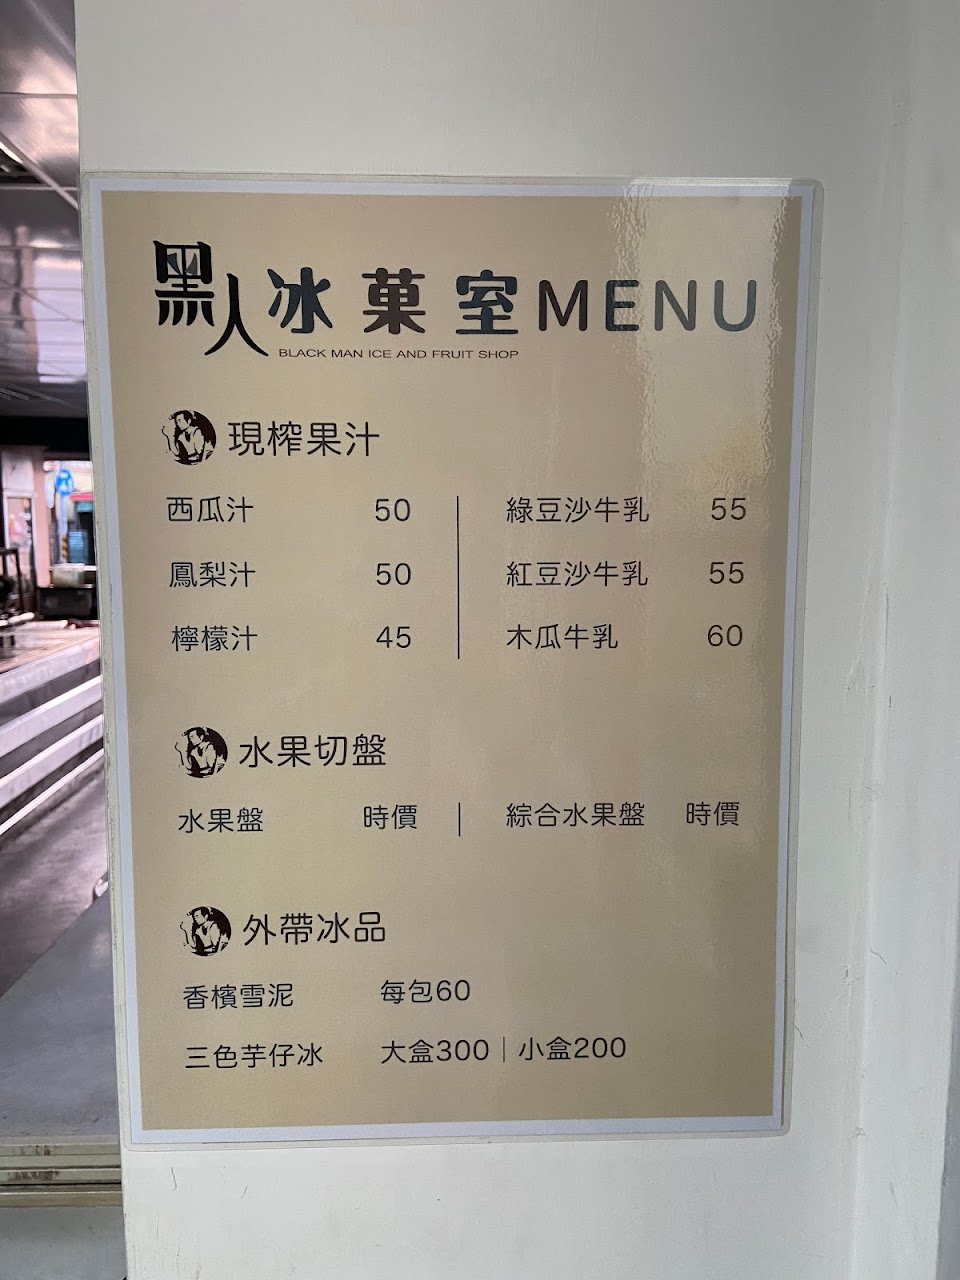 黑人冰菓室MENU
BLACK MAN ICE AND FRUIT SHOP
現榨果汁
西瓜汁 50 | 綠豆沙牛乳 55
鳳梨汁 50 | 紅豆沙牛乳 55
檸檬汁 45 | 木瓜牛乳 60
水果切盤
水果盤 時價 | 綜合水果盤 時價
外帶冰品
香檳雪泥 每包60
三色芋仔冰 大盒300｜小盒200